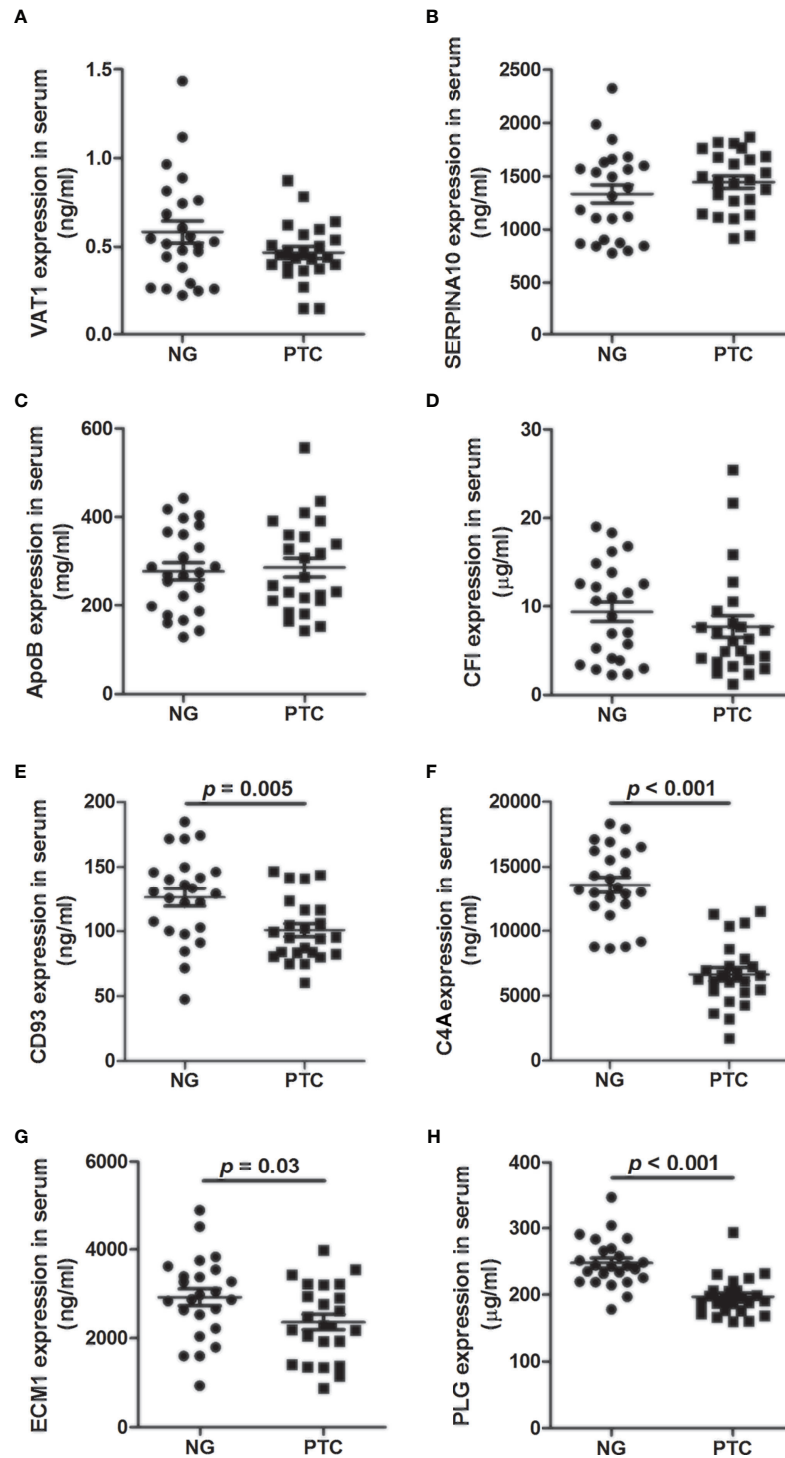 A
VAT1 expression in serum
(ng/ml)
1.5
1.0
0.5
0.0
NG
PTC
B
SERPINA10 expression in serum
(ng/ml)
2500
2000
1500
1000
500
0
NG
PTC
C
ApoB expression in serum
(mg/ml)
600
400
200
0
NG
PTC
D
CFI expression in serum
(μg/ml)
30
20
10
0
NG
PTC
E
CD93 expression in serum
(ng/ml)
p = 0.005
200
150
100
50
0
NG
PTC
F
C4A expression in serum
(ng/ml)
p < 0.001
20000
15000
10000
5000
0
NG
PTC
G
ECM1 expression in serum
(ng/ml)
p = 0.03
6000
4000
2000
0
NG
PTC
H
PLG expression in serum
(μg/ml)
p < 0.001
400
300
200
100
0
NG
PTC